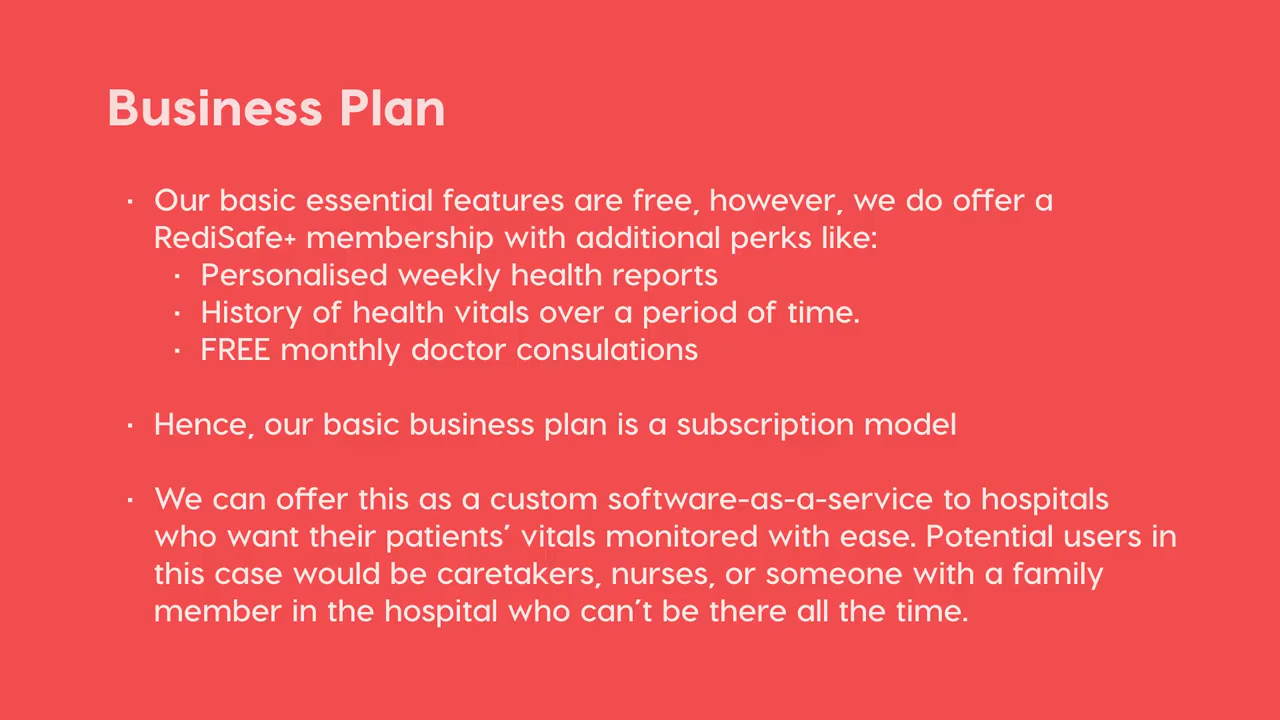 Business Plan
· Our basic essential features are free, however, we do offer a
RediSafe+ membership with additional perks like:
· Personalised weekly health reports
· History of health vitals over a period of time.
· FREE monthly doctor consulations
· Hence, our basic business plan is a subscription model
· We can offer this as a custom software-as-a-service to hospitals
who want their patients’ vitals monitored with ease. Potential users in
this case would be caretakers, nurses, or someone with a family
member in the hospital who can’t be there all the time.